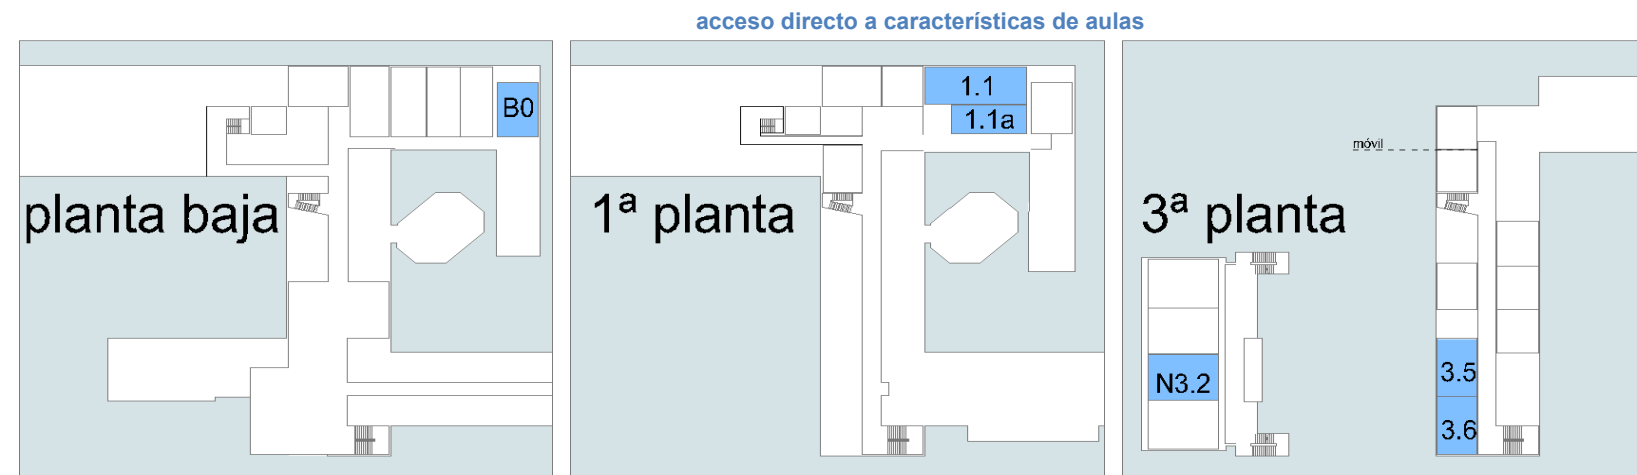 acceso directo a características de aulas
B0
planta baja
1.1
1.1a
1ª planta
móvil
3ª planta
N3.2
3.5
3.6